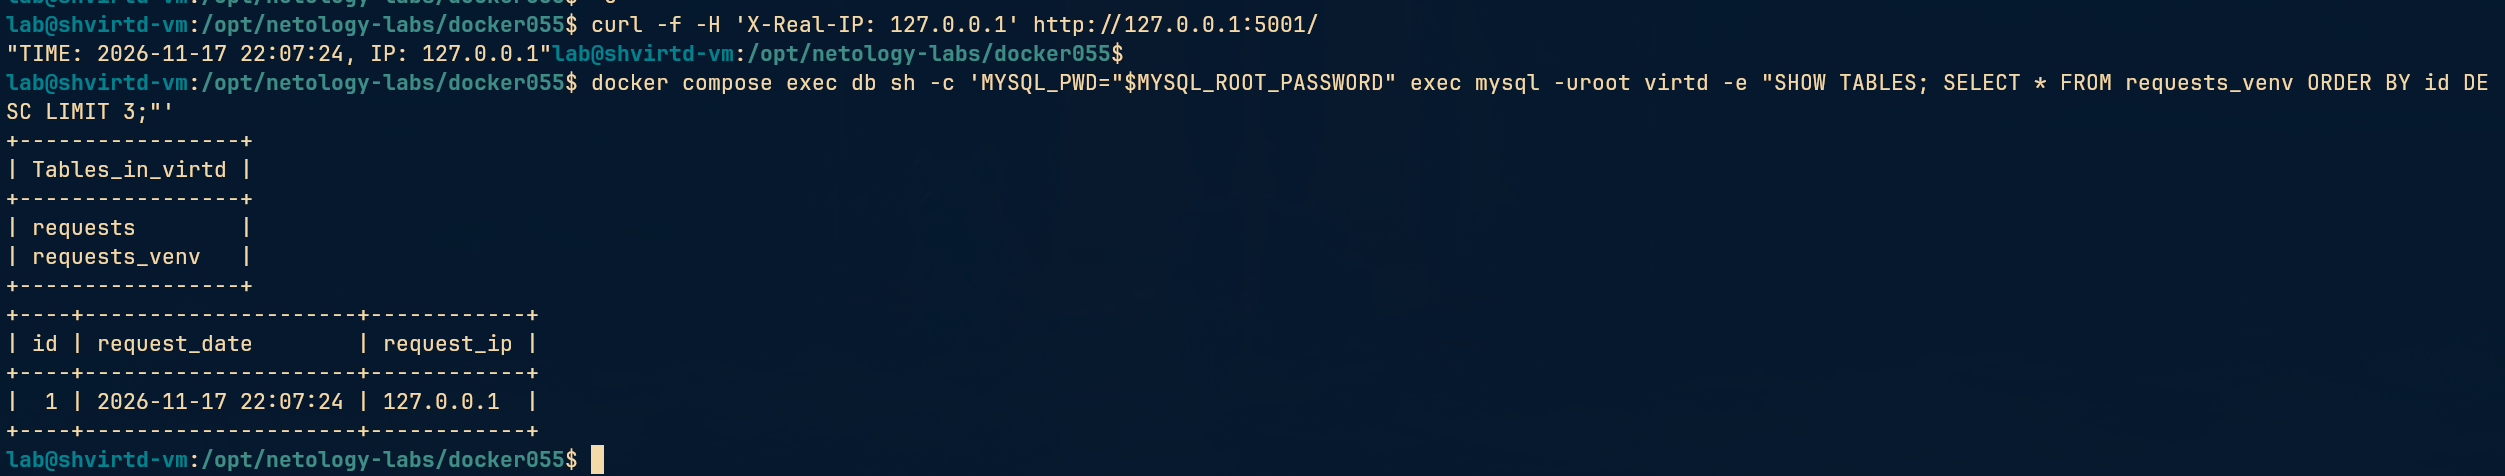 lab@shvirtd-vm:/opt/netology-labs/docker055$ curl -f -H 'X-Real-IP: 127.0.0.1' http://127.0.0.1:5001/
"TIME: 2026-11-17 22:07:24, IP: 127.0.0.1"lab@shvirtd-vm:/opt/netology-labs/docker055$
lab@shvirtd-vm:/opt/netology-labs/docker055$ docker compose exec db sh -c 'MYSQL_PWD="$MYSQL_ROOT_PASSWORD" exec mysql -uroot virtd -e "SHOW TABLES; SELECT * FROM requests_venv ORDER BY id DE
SC LIMIT 3;"'
+-----------------+
| Tables_in_virtd |
+-----------------+
| requests        |
| requests_venv   |
+-----------------+
+----+---------------------+------------+
| id | request_date        | request_ip |
+----+---------------------+------------+
|  1 | 2026-11-17 22:07:24 | 127.0.0.1  |
+----+---------------------+------------+
lab@shvirtd-vm:/opt/netology-labs/docker055$